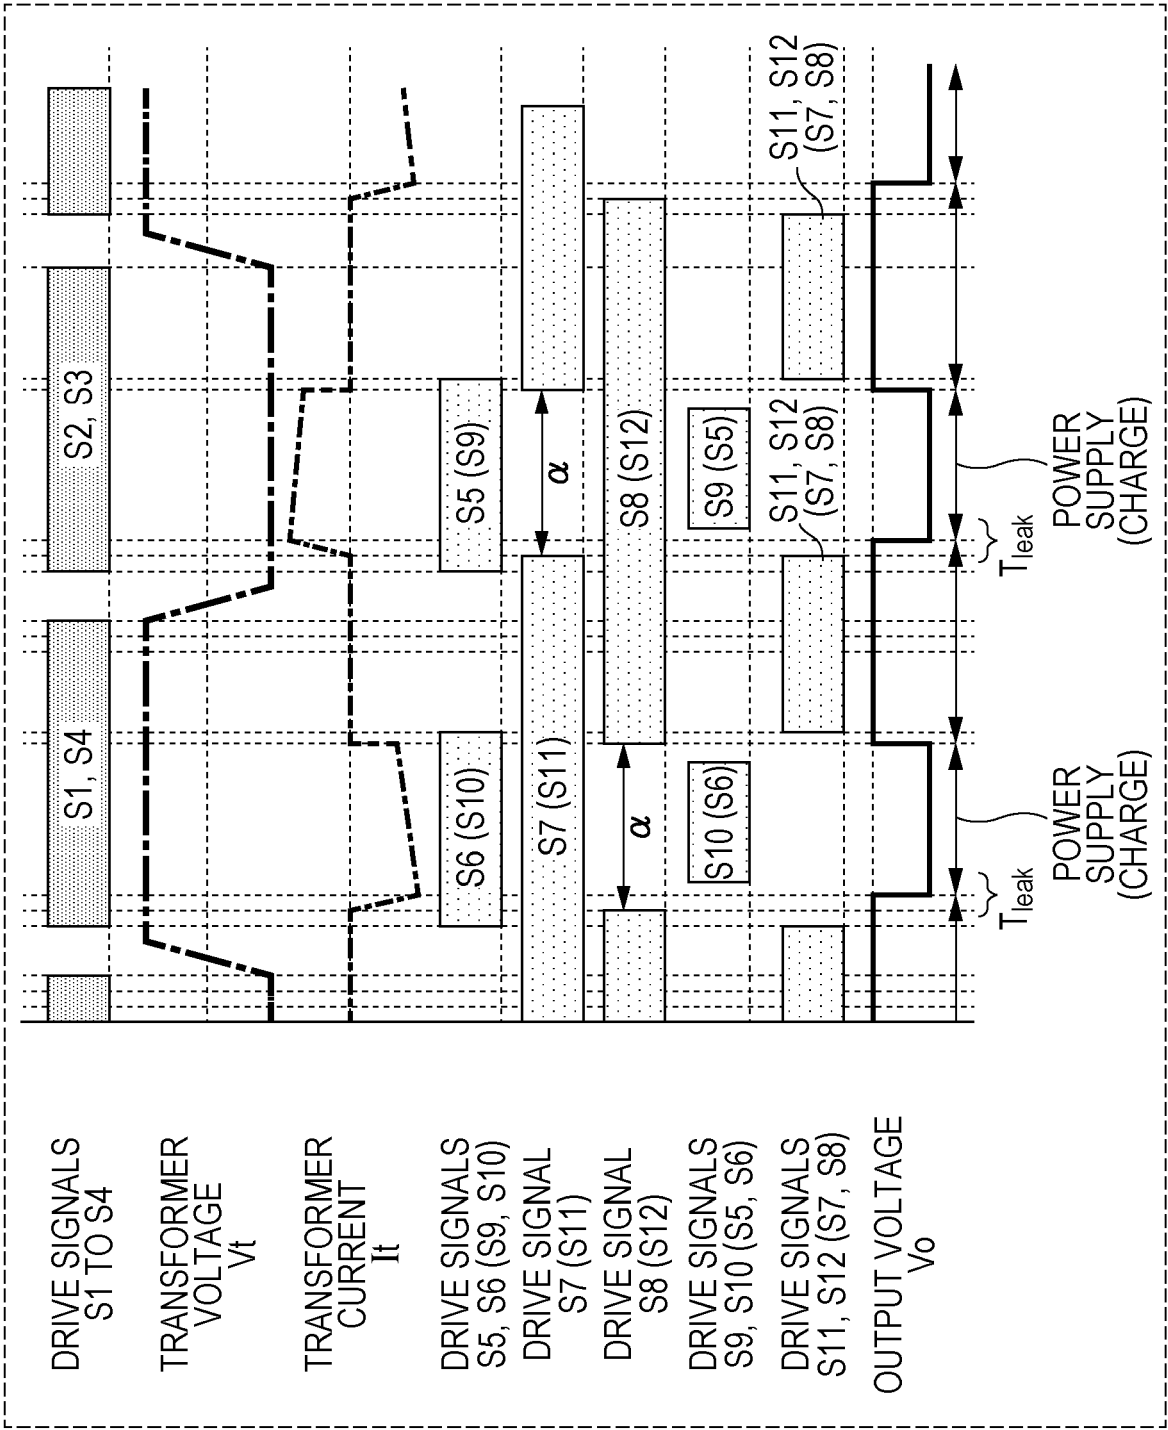 DRIVE SIGNALS
S1 TO S4
S1, S4
S2, S3
TRANSFORMER
VOLTAGE
Vt
TRANSFORMER
CURRENT
It
DRIVE SIGNALS
S5, S6 (S9, S10)
S6 (S10)
S5 (S9)
DRIVE SIGNAL
S7 (S11)
S7 (S11)
α
DRIVE SIGNAL
S8 (S12)
α
S8 (S12)
DRIVE SIGNALS
S9, S10 (S5, S6)
S10 (S6)
S9 (S5)
DRIVE SIGNALS
S11, S12 (S7, S8)
S11, S12
(S7, S8)
S11, S12
(S7, S8)
OUTPUT VOLTAGE
Vo
Tleak
POWER
SUPPLY
(CHARGE)
Tleak
POWER
SUPPLY
(CHARGE)